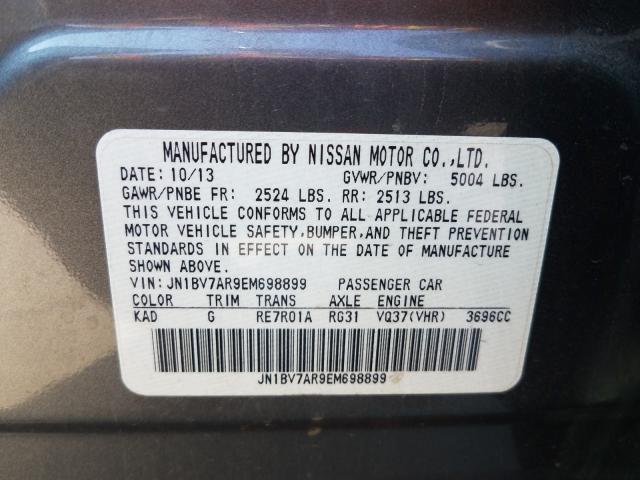 MANUFACTURED BY NISSAN MOTOR CO.,LTD.
DATE: 10/13 GVWR/PNBV: 5004 LBS.
GAWR/PNBE FR: 2524 LBS. RR: 2513 LBS.
THIS VEHICLE CONFORMS TO ALL APPLICABLE FEDERAL
MOTOR VEHICLE SAFETY,BUMPER,AND THEFT PREVENTION
STANDARDS IN EFFECT ON THE DATE OF MANUFACTURE
SHOWN ABOVE.
VIN: JN1BV7AR9EM698899 PASSENGER CAR
COLOR TRIM TRANS AXLE ENGINE
KAD G RE7R01A RG31 VQ37(VHR) 3696CC
JN1BV7AR9EM698899